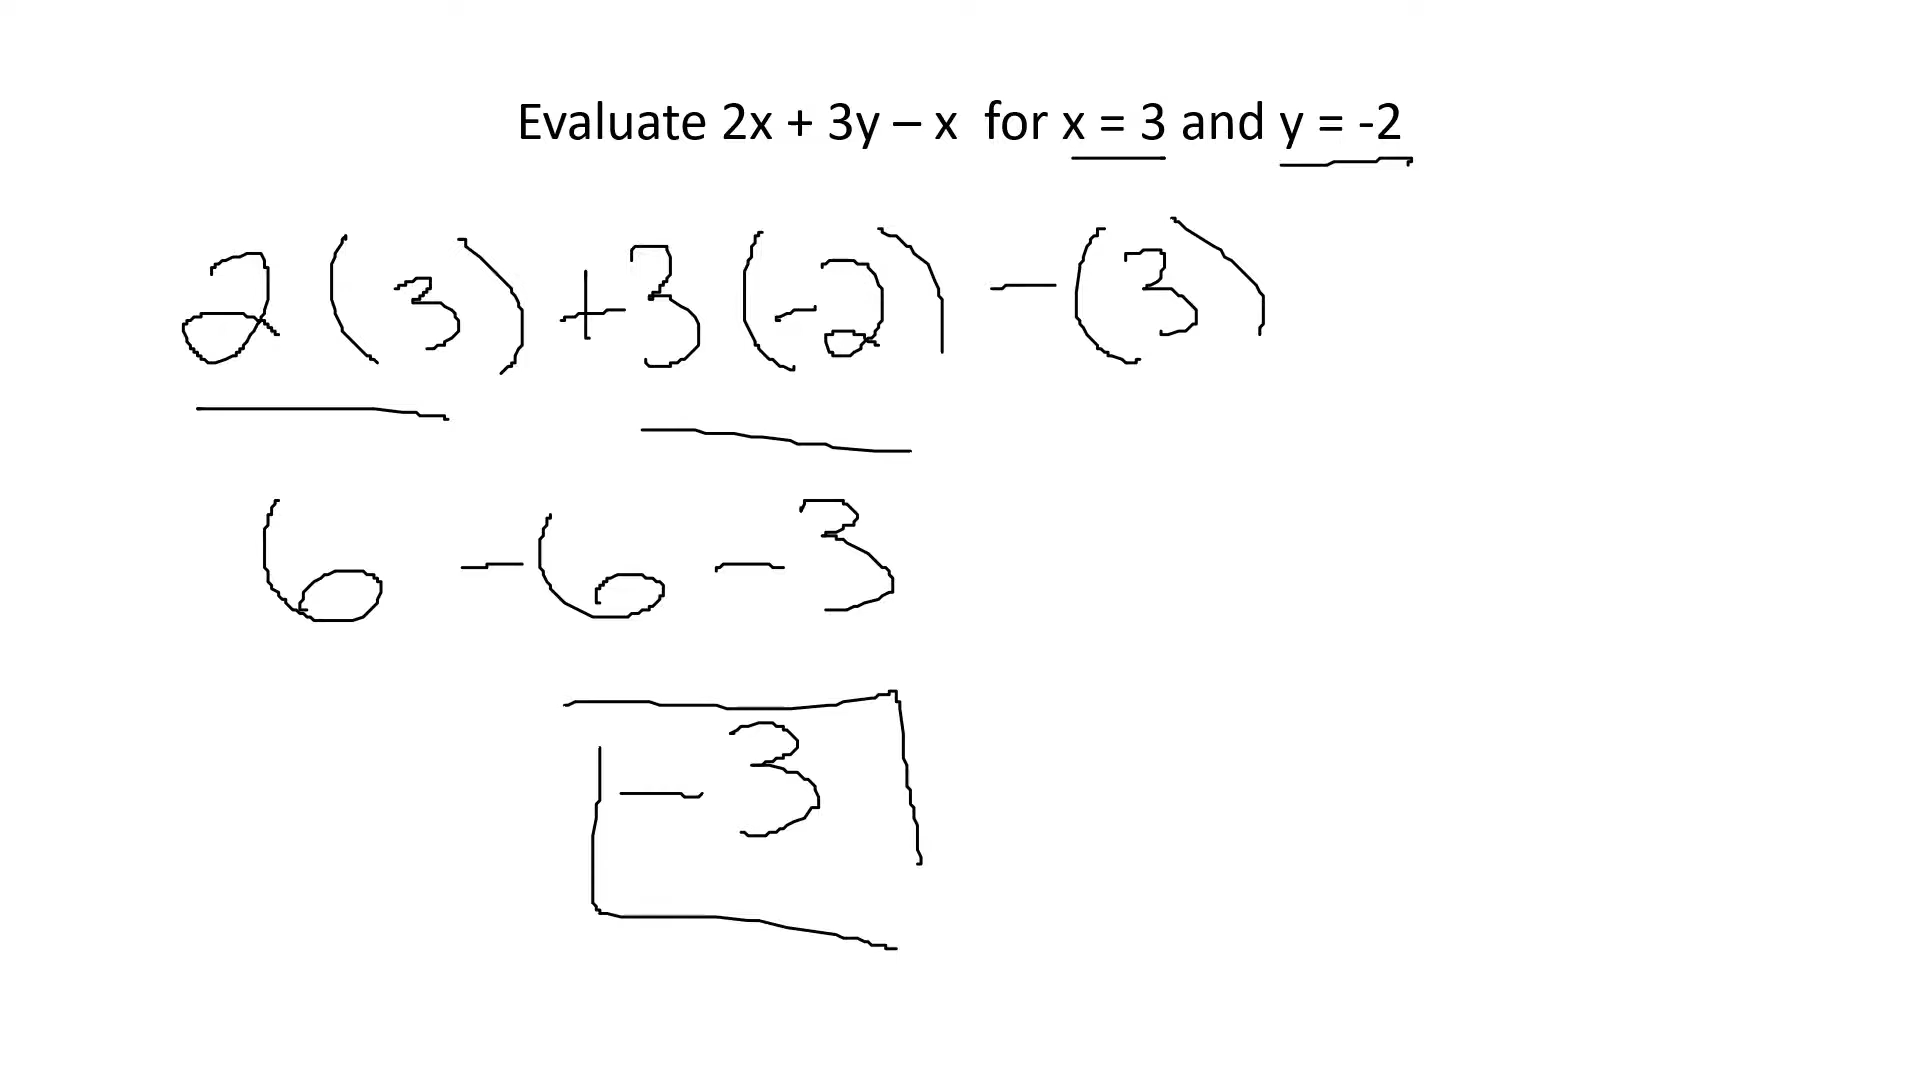 Evaluate 2x + 3y – x for x = 3 and y = -2
2(3)+3(-2)-(3)
6-6-3
-3